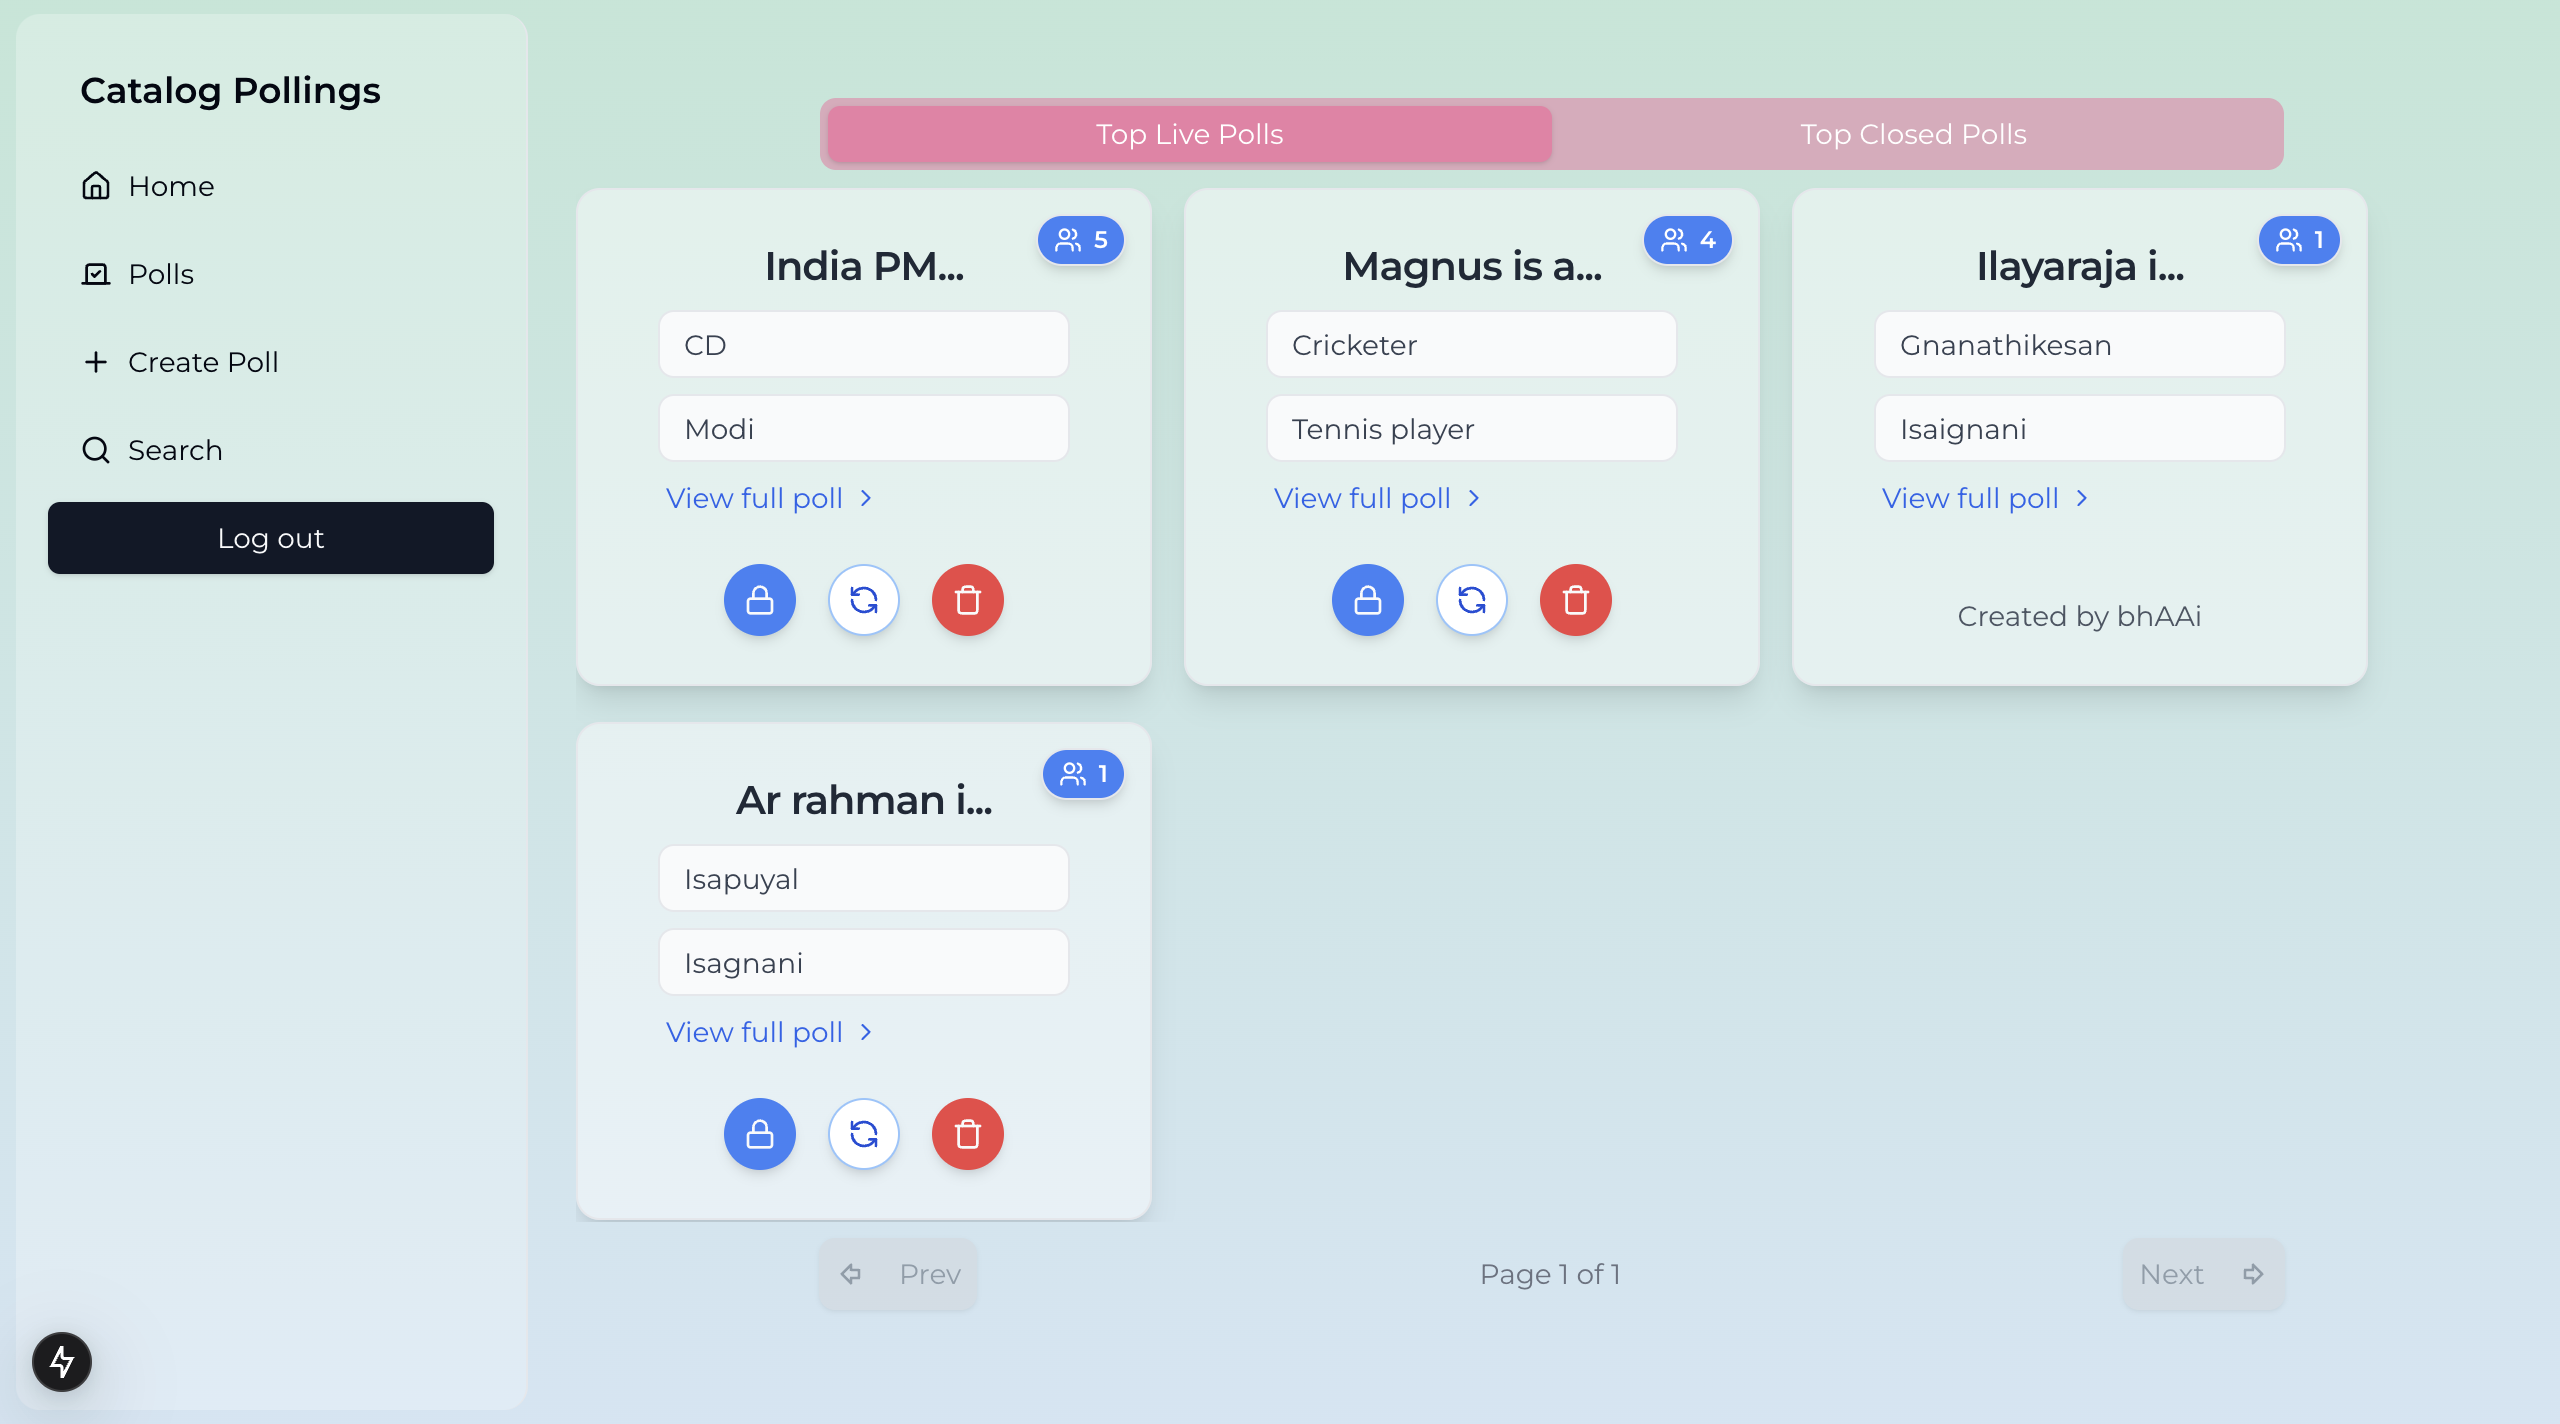 Catalog Pollings
Home
Polls
Create Poll
Search
Log out
Top Live Polls
Top Closed Polls
5
India PM...
CD
Modi
View full poll
4
Magnus is a...
Cricketer
Tennis player
View full poll
1
Ilayaraja i...
Gnanathikesan
Isaignani
View full poll
Created by bhAAi
1
Ar rahman i...
Isapuyal
Isagnani
View full poll
Prev
Page 1 of 1
Next